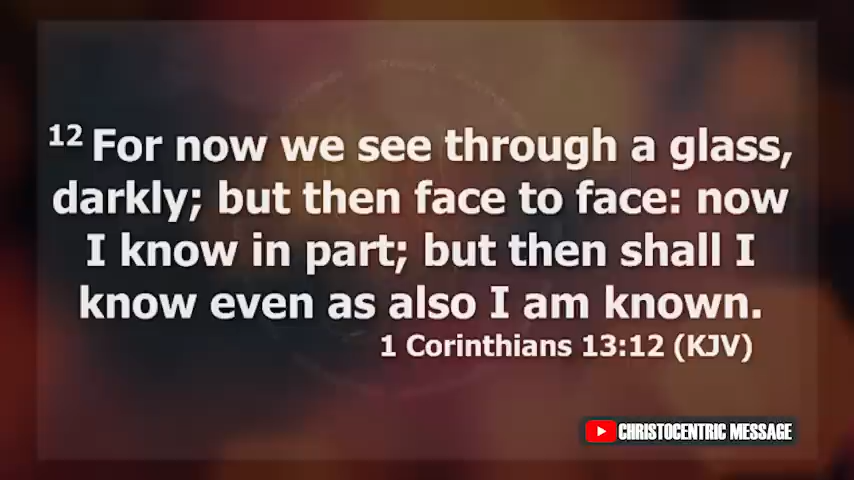 12 For now we see through a glass,
darkly; but then face to face: now
I know in part; but then shall I
know even as also I am known.
1 Corinthians 13:12 (KJV)
CHRISTOCENTRIC MESSAGE